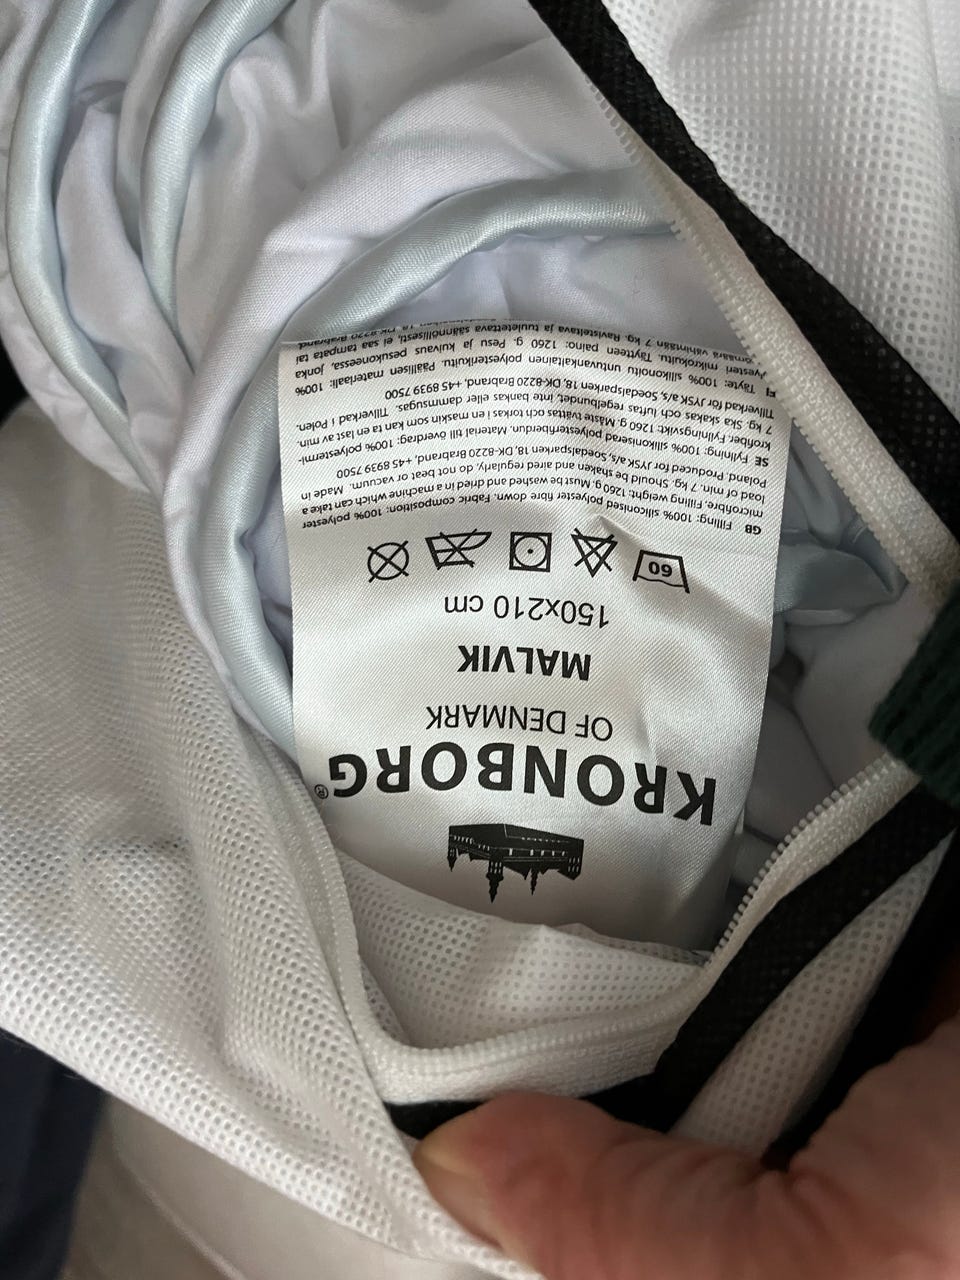 KRONBORG®
OF DENMARK
MALVIK
150x210 cm
60
GB Filling: 100% siliconised polyester fibre down. Fabric composition: 100% polyester
microfibre. Filling weight: 1260 g. Must be washed and dried in a machine which can take a
load of min. 7 kg. Should be shaken and aired regularly, do not beat or vacuum. Made in
Poland. Produced for JYSK a/s, Soedalsparken 18, DK-8220 Brabrand, +45 8939 7500
SE Fyllning: 100% silikoniserad polyesterfiberdun. Material till överdrag: 100% polyestermi-
krofiber. Fyllningsvikt: 1260 g. Måste tvättas och torkas i en maskin som kan ta en last av min.
7 kg. Ska skakas och luftas regelbundet, inte bankas eller dammsugas. Tillverkad i Polen.
Tillverkad för JYSK a/s, Soedalsparken 18, DK-8220 Brabrand, +45 8939 7500
FI Täyte: 100% silikonoitu untuvankaltainen polyesterikuitu. Päällisen materiaali: 100%
mikrokuitu. Täytteen paino: 1260 g. Pesu ja kuivaus pesukoneessa, jonka
vähintään 7 kg. Ravisteltava ja tuuletettava säännöllisesti, ei saa tampata tai
18, DK-8220 Brabrand,